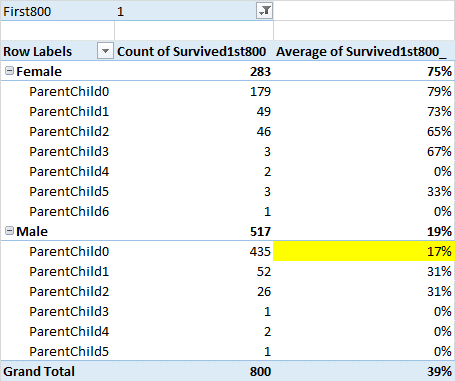 First800 1
Row Labels Count of Survived1st800 Average of Survived1st800_
Female 283 75%
ParentChild0 179 79%
ParentChild1 49 73%
ParentChild2 46 65%
ParentChild3 3 67%
ParentChild4 2 0%
ParentChild5 3 33%
ParentChild6 1 0%
Male 517 19%
ParentChild0 435 17%
ParentChild1 52 31%
ParentChild2 26 31%
ParentChild3 1 0%
ParentChild4 2 0%
ParentChild5 1 0%
Grand Total 800 39%